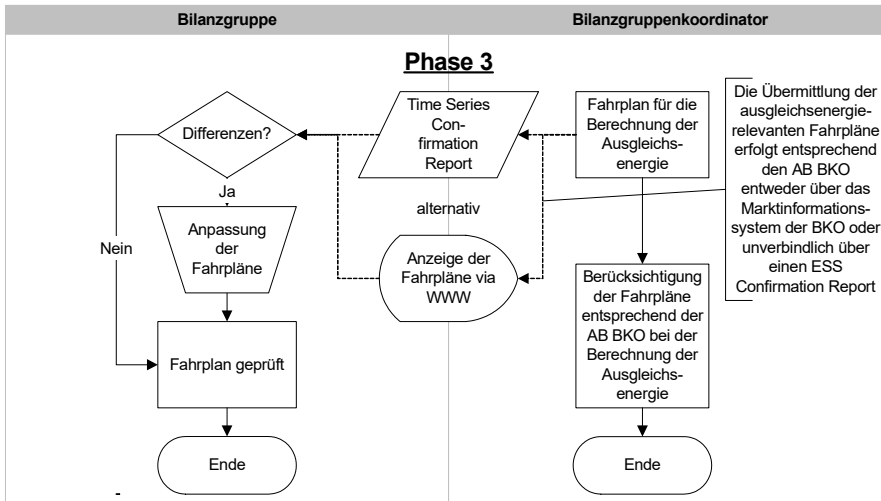 Bilanzgruppe
Bilanzgruppenkoordinator
Phase 3
Differenzen?
Ja
Nein
Anpassung
der
Fahrpläne
Fahrplan geprüft
Ende
Time Series
Con-
firmation
Report
alternativ
Anzeige der
Fahrpläne via
WWW
Fahrplan für die
Berechnung der
Ausgleichs-
energie
Berücksichtigung
der Fahrpläne
entsprechend der
AB BKO bei der
Berechnung der
Ausgleichs-
energie
Ende
Die Übermittlung der
ausgleichsenergie-
relevanten Fahrpläne
erfolgt entsprechend
den AB BKO
entweder über das
Marktinformations-
system der BKO oder
unverbindlich über
einen ESS
Confirmation Report